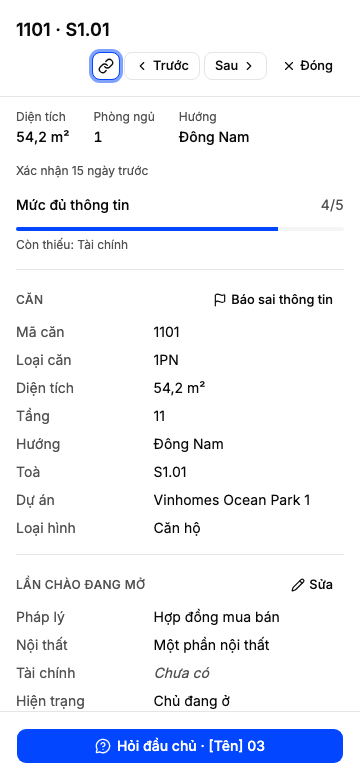 1101 · S1.01
Trước
Sau
Đóng
Diện tích Phòng ngủ Hướng
54,2 m² 1 Đông Nam
Xác nhận 15 ngày trước
Mức đủ thông tin 4/5
Còn thiếu: Tài chính
CĂN Báo sai thông tin
Mã căn 1101
Loại căn 1PN
Diện tích 54,2 m²
Tầng 11
Hướng Đông Nam
Toà S1.01
Dự án Vinhomes Ocean Park 1
Loại hình Căn hộ
LẦN CHÀO ĐANG MỞ Sửa
Pháp lý Hợp đồng mua bán
Nội thất Một phần nội thất
Tài chính Chưa có
Hiện trạng Chủ đang ở
Hỏi đầu chủ · [Tên] 03